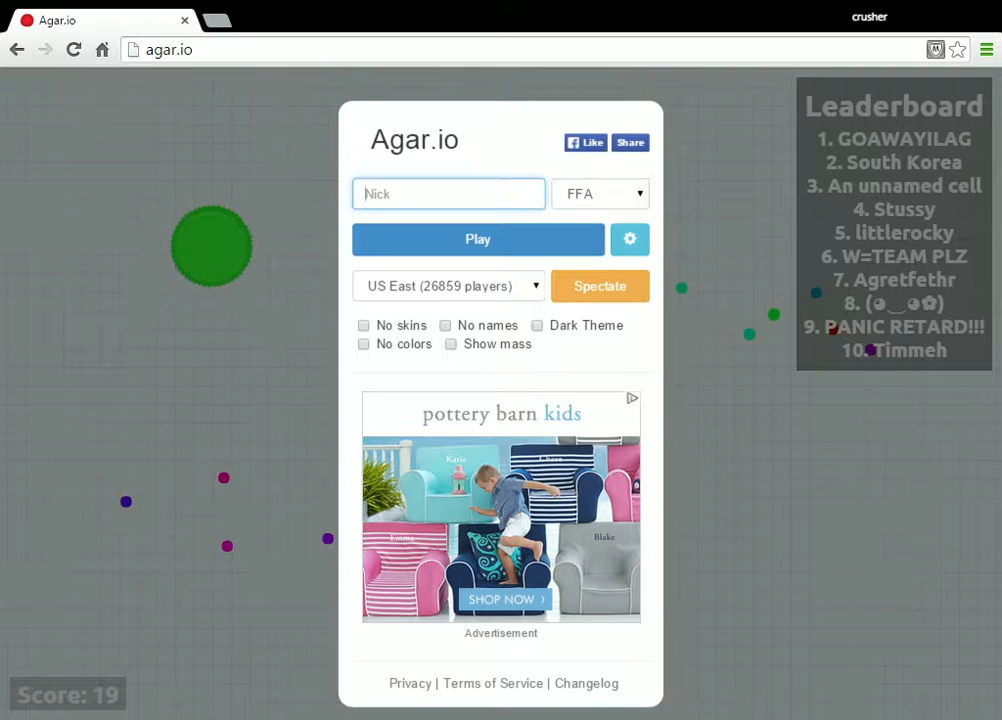 Agar.io
crusher
agar.io
Agar.io
Like Share
Nick FFA
Play
US East (26859 players) Spectate
No skins No names Dark Theme
No colors Show mass
pottery barn kids
Katie Chase
Emma Blake
SHOP NOW
Advertisement
Privacy | Terms of Service | Changelog
Leaderboard
1. GOAWAYILAG
2. South Korea
3. An unnamed cell
4. Stussy
5. littlerocky
6. W=TEAM PLZ
7. Agretfethr
8. (◕‿◕✿)
9. PANIC RETARD!!!
10. Timmeh
Score: 19